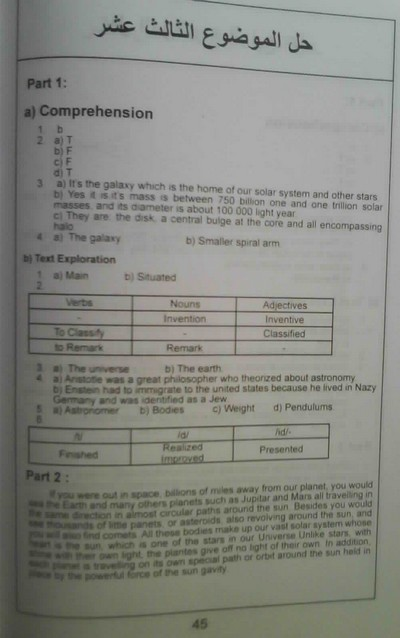 حل الموضوع الثالث عشر
Part 1:
a) Comprehension
1 b
2. a) T
b) F
c) F
d) T
3 a) It's the galaxy which is the home of our solar system and other stars
b) Yes it is it's mass is between 750 billion one and one trillion solar
masses, and its diameter is about 100 000 light year
c) They are: the disk, a central bulge at the core and all encompassing
halo
4 a) The galaxy b) Smaller spiral arm
b) Text Exploration
1. a) Main b) Situated
2.
Verbs Nouns Adjectives
- Invention Inventive
To Classify - Classified
to Remark Remark -
3. a) The universe b) The earth
4. a) Aristotle was a great philosopher who theorized about astronomy
b) Enstein had to immigrate to the united states because he lived in Nazy
Germany and was identified as a Jew
5 a) Astronomer b) Bodies c) Weight d) Pendulums
6
/t/ /d/ /id/-
Finished Realized Presented
Improved
Part 2 :
If you were out in space, billions of miles away from our planet, you would
see the Earth and many others planets such as Jupitar and Mars all travelling in
the same direction in almost circular paths around the sun. Besides you would
see thousands of little panets, or asteroids, also revolving around the sun, and
you will also find comets. All these bodies make up our vast solar system whose
heart is the sun, which is one of the stars in our Universe.Unlike stars, with
shine with their own light, the plantes give off no light of their own. In addition,
each planet is travelling on its own special path or orbit around the sun held in
place by the powerful force of the sun gavity.
45